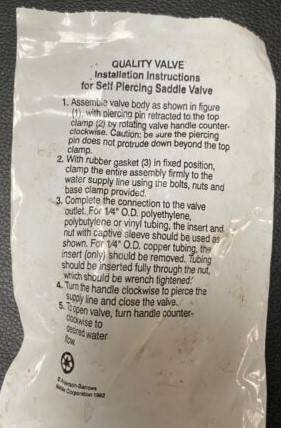 QUALITY VALVE
Installation Instructions
for Self Piercing Saddle Valve
1. Assemble valve body as shown in figure
(1), with piercing pin retracted to the top
clamp (2) by rotating valve handle counter-
clockwise. Caution: be sure the piercing
pin does not protrude down beyond the top
clamp.
2. With rubber gasket (3) in fixed position,
clamp the entire assembly firmly to the
water supply line using the bolts, nuts and
base clamp provided.
3. Complete the connection to the valve
outlet. For 1/4" O.D. polyethylene,
polybutylene or vinyl tubing, the insert and
nut with captive sleeve should be used as
shown. For 1/4" O.D. copper tubing, the
insert (only) should be removed. Tubing
should be inserted fully through the nut,
which should be wrench tightened.
4. Turn the handle clockwise to pierce the
supply line and close the valve.
5. To open valve, turn handle counter-
clockwise to
desired water
flow.
Barrows
Corporation 1992